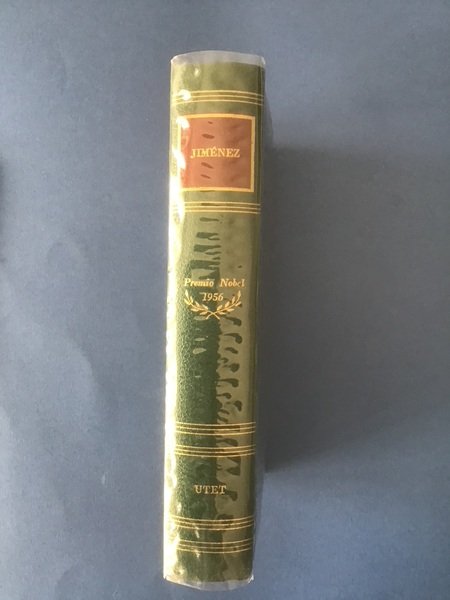 JIMÉNEZ
Premio Nobel
1956
UTET